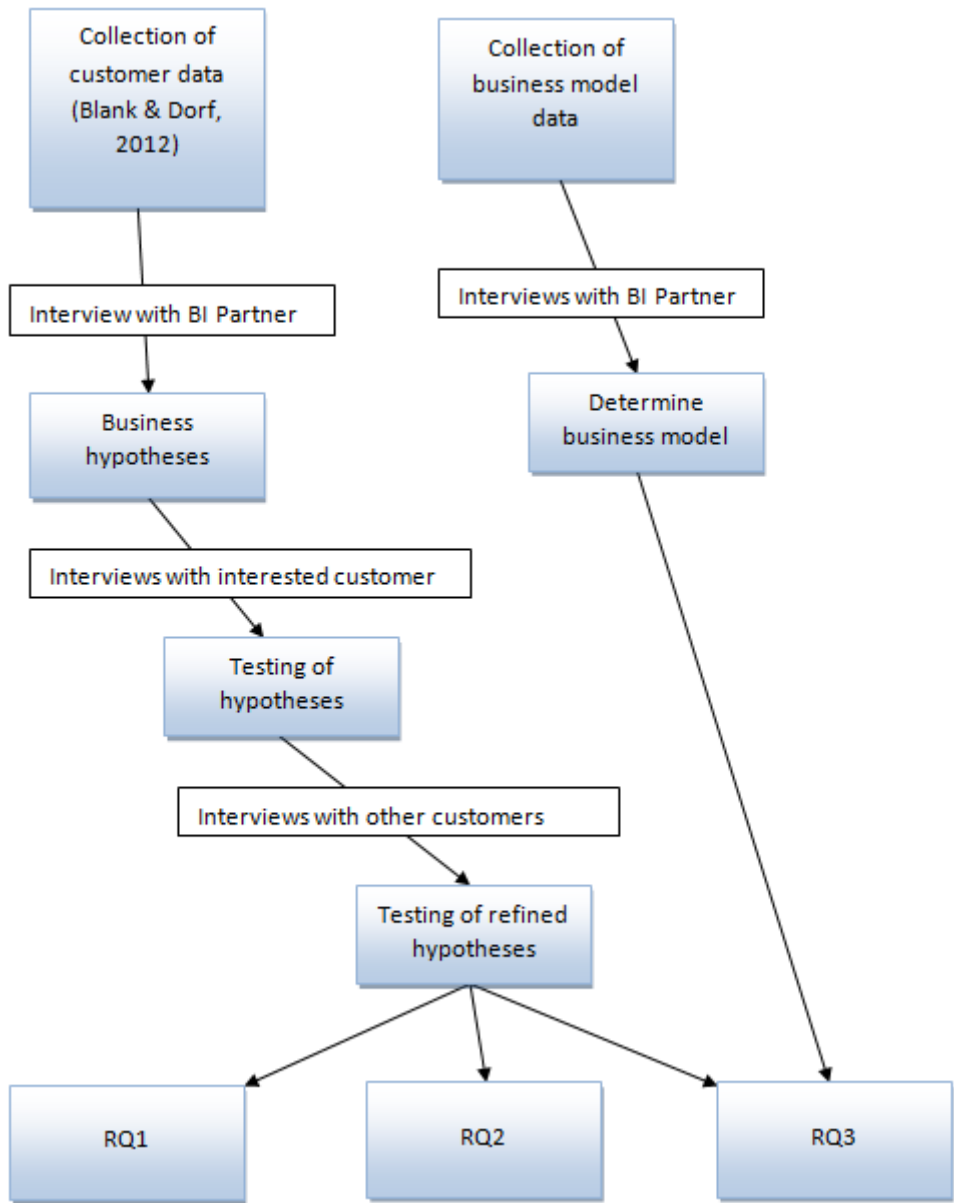 Collection of
customer data
(Blank & Dorf,
2012)
Collection of
business model
data
Interview with BI Partner
Interviews with BI Partner
Business
hypotheses
Determine
business model
Interviews with interested customer
Testing of
hypotheses
Interviews with other customers
Testing of refined
hypotheses
RQ1
RQ2
RQ3